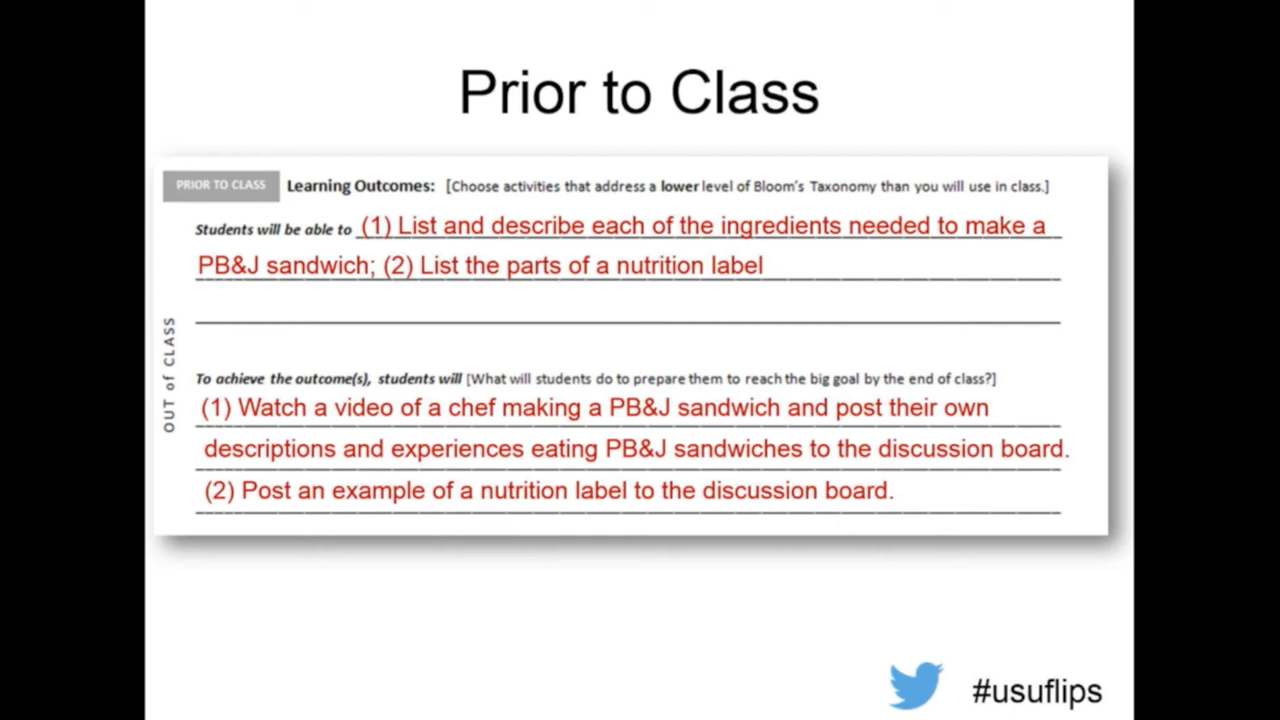 Prior to Class
PRIOR TO CLASS Learning Outcomes: [Choose activities that address a lower level of Bloom's Taxonomy than you will use in class.]
Students will be able to (1) List and describe each of the ingredients needed to make a
PB&J sandwich; (2) List the parts of a nutrition label
OUT of CLASS
To achieve the outcome(s), students will [What will students do to prepare them to reach the big goal by the end of class?]
(1) Watch a video of a chef making a PB&J sandwich and post their own
descriptions and experiences eating PB&J sandwiches to the discussion board.
(2) Post an example of a nutrition label to the discussion board.
#usuflips